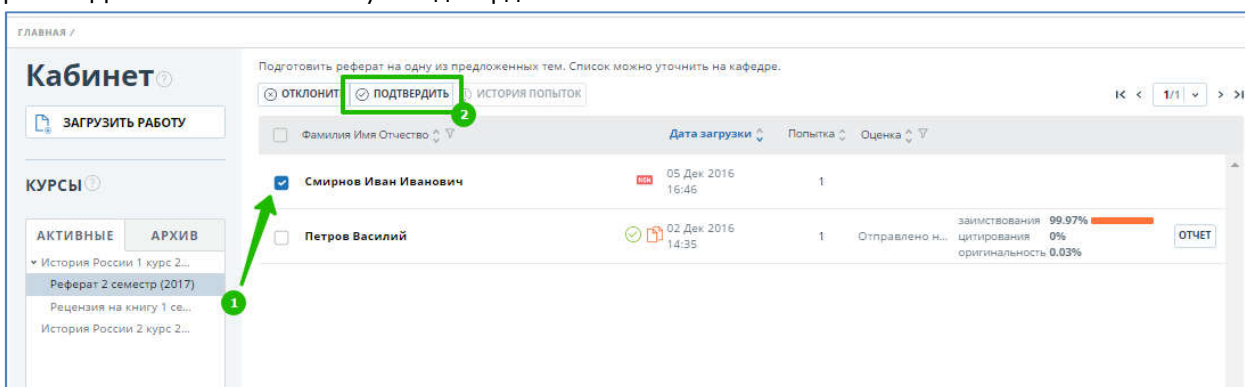 ГЛАВНАЯ /
Кабинет
ЗАГРУЗИТЬ РАБОТУ
КУРСЫ
АКТИВНЫЕ АРХИВ
История России 1 курс 2...
Реферат 2 семестр (2017)
Рецензия на книгу 1 се...
История России 2 курс 2...
Подготовить реферат на одну из предложенных тем. Список можно уточнить на кафедре.
ОТКЛОНИТЬ ПОДТВЕРДИТЬ ИСТОРИЯ ПОПЫТОК
1/1
2
Фамилия Имя Отчество Дата загрузки Попытка Оценка
Смирнов Иван Иванович 05 Дек 2016 1
16:46
Петров Василий 02 Дек 2016 1 Отправлено н... заимствования 99.97% ОТЧЕТ
14:35 цитирования 0%
оригинальность 0.03%
1